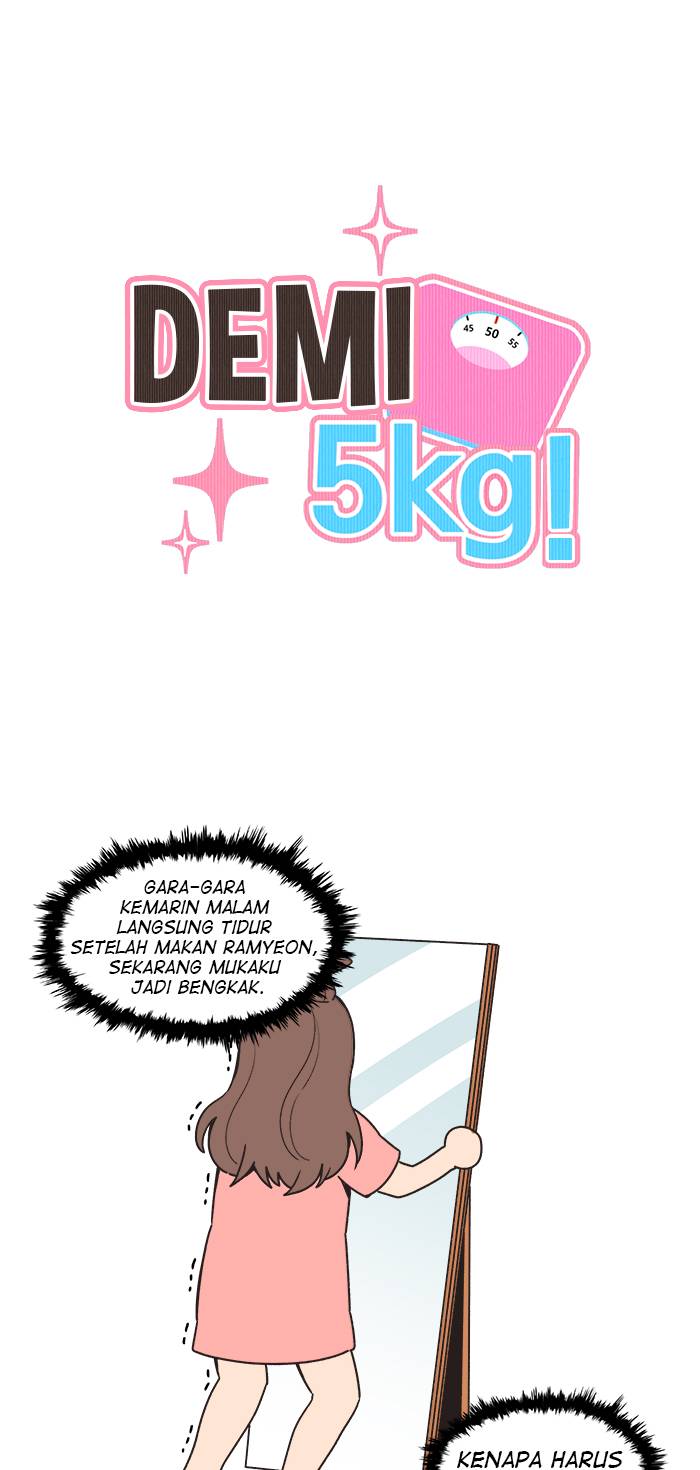 DEMI
45 50 55
5kg!
GARA-GARA
KEMARIN MALAM
LANGSUNG TIDUR
SETELAH MAKAN RAMYEON,
SEKARANG MUKAKU
JADI BENGKAK.
KENAPA HARUS